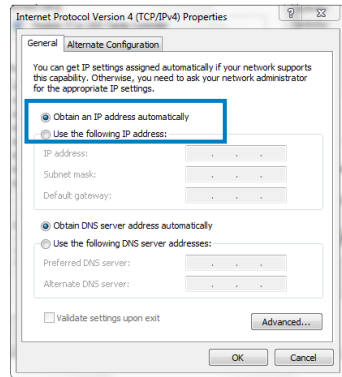 Internet Protocol Version 4 (TCP/IPv4) Properties
General
Alternate Configuration
You can get IP settings assigned automatically if your network supports
this capability. Otherwise, you need to ask your network administrator
for the appropriate IP settings.
Obtain an IP address automatically
Use the following IP address:
IP address:
Subnet mask:
Default gateway:
Obtain DNS server address automatically
Use the following DNS server addresses:
Preferred DNS server:
Alternate DNS server:
Validate settings upon exit
Advanced...
OK
Cancel